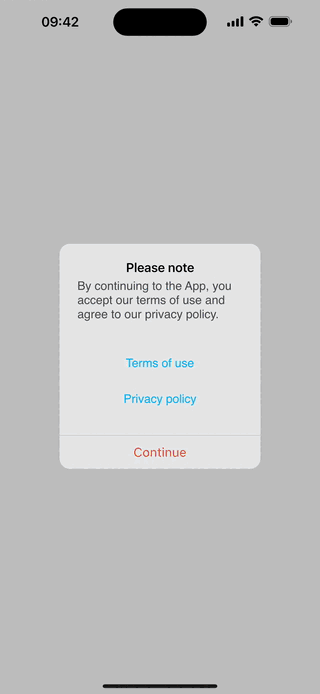 09:42
Please note
By continuing to the App, you
accept our terms of use and
agree to our privacy policy.
Terms of use
Privacy policy
Continue